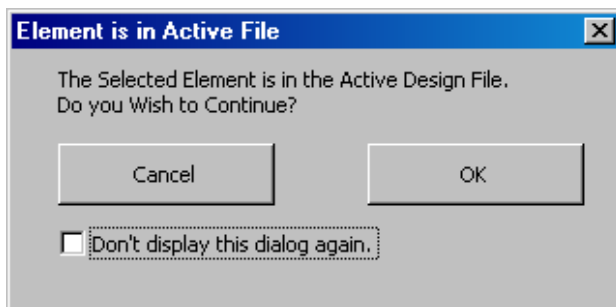 Element is in Active File
The Selected Element is in the Active Design File.
Do you Wish to Continue?
Cancel OK
Don't display this dialog again.